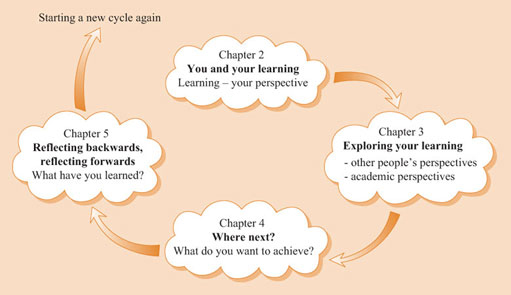 Starting a new cycle again
Chapter 2
You and your learning
Learning – your perspective
Chapter 3
Exploring your learning
- other people's perspectives
- academic perspectives
Chapter 4
Where next?
What do you want to achieve?
Chapter 5
Reflecting backwards,
reflecting forwards
What have you learned?